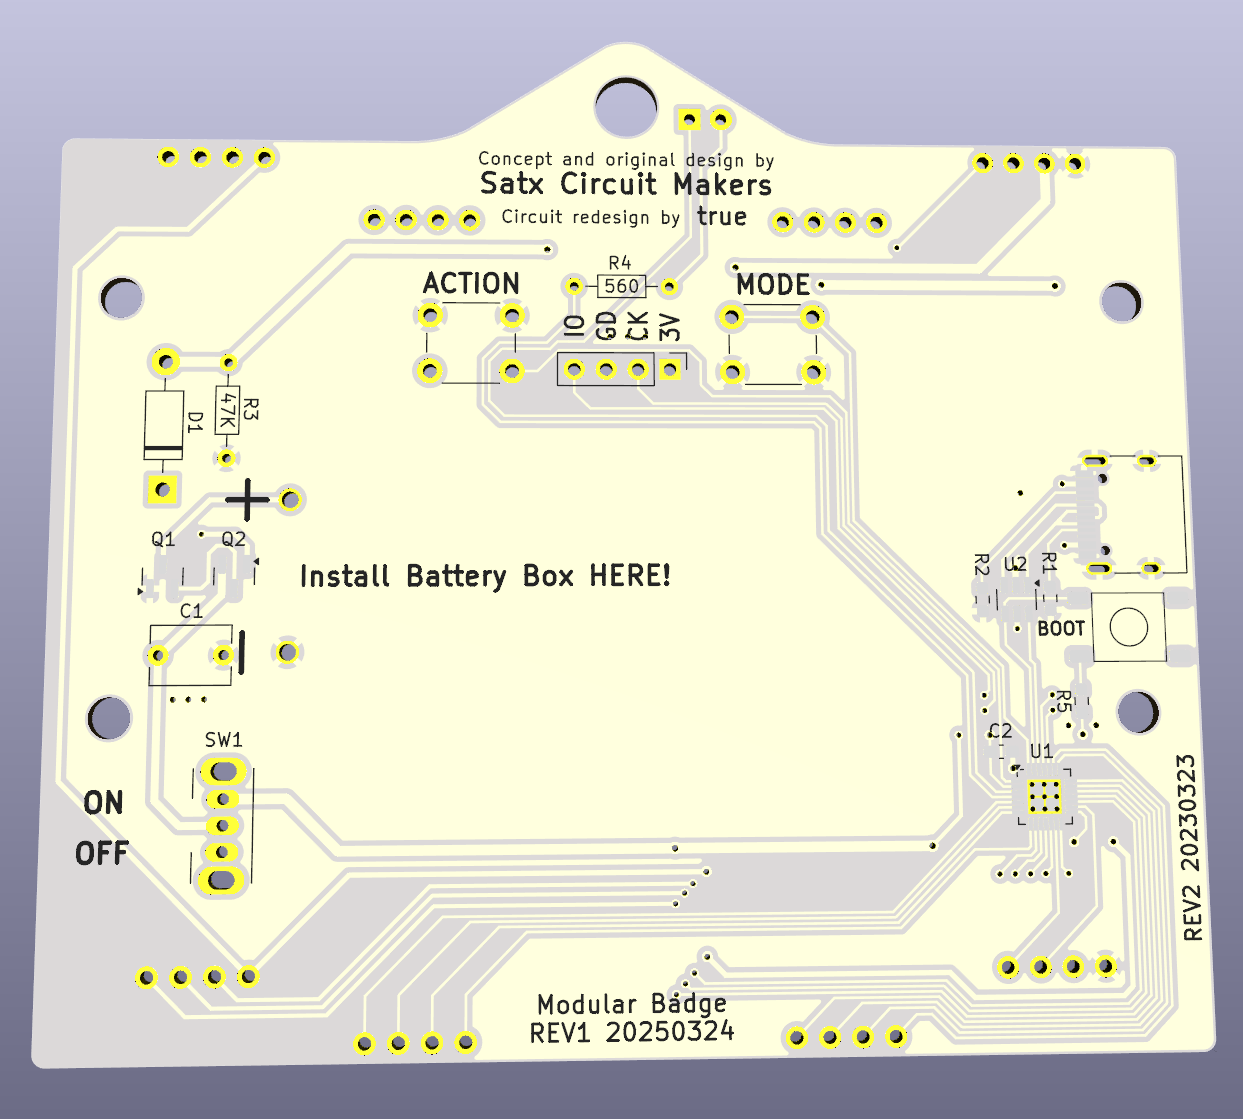 Concept and original design by
Satx Circuit Makers
Circuit redesign by true
R4
560
ACTION
MODE
IO
GD
CK
3V
D1
47K
R3
Q1
Q2
Install Battery Box HERE!
C1
R2
U2
R1
BOOT
R5
C2
U1
SW1
ON
OFF
REV2 20230323
Modular Badge
REV1 20250324